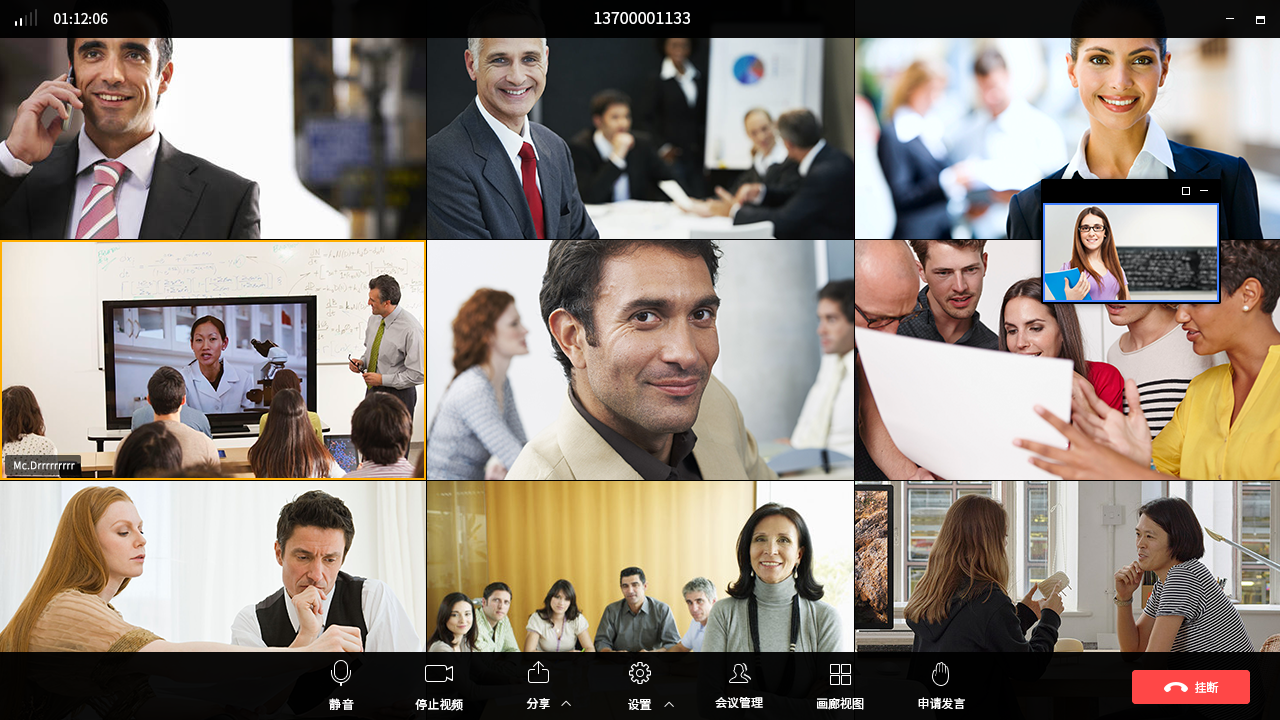 01:12:06
13700001133
Mc.Drrrrrrrrr
静音
停止视频
分享
设置
会议管理
画廊视图
申请发言
挂断